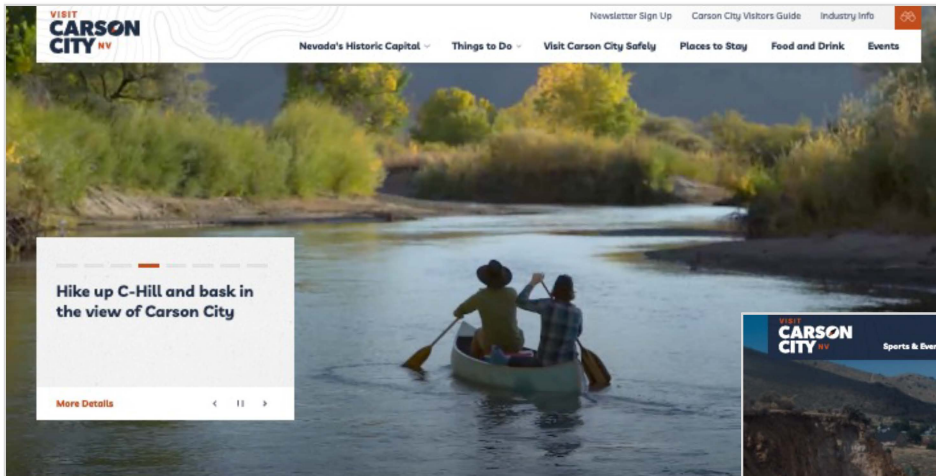 VISIT
CARSON
CITY NV
Newsletter Sign Up Carson City Visitors Guide Industry Info
Nevada's Historic Capital Things to Do Visit Carson City Safely Places to Stay Food and Drink Events
Hike up C-Hill and bask in
the view of Carson City
More Details
VISIT
CARSON
CITY NV
Sports &